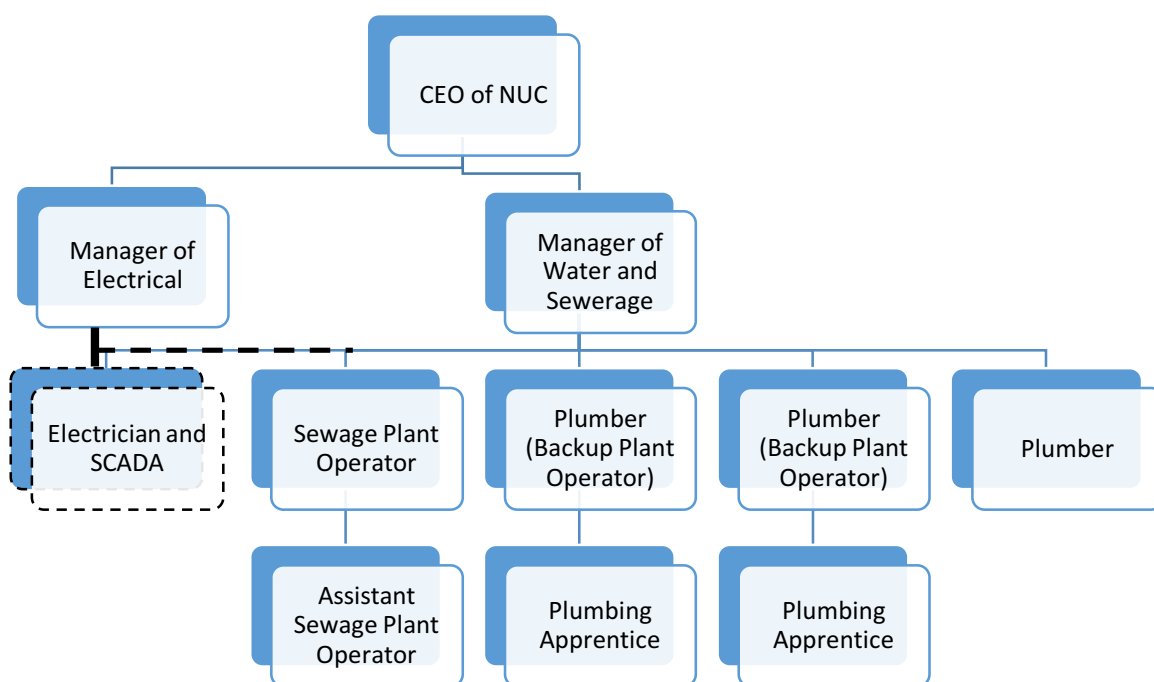 CEO of NUC
Manager of
Electrical
Manager of
Water and
Sewerage
Electrician and
SCADA
Sewage Plant
Operator
Plumber
(Backup Plant
Operator)
Plumber
(Backup Plant
Operator)
Plumber
Assistant
Sewage Plant
Operator
Plumbing
Apprentice
Plumbing
Apprentice